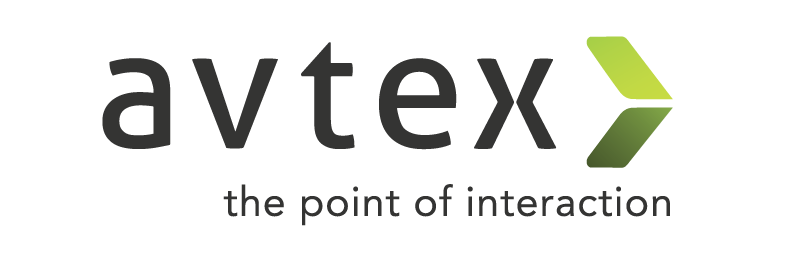 avtex
the point of interaction